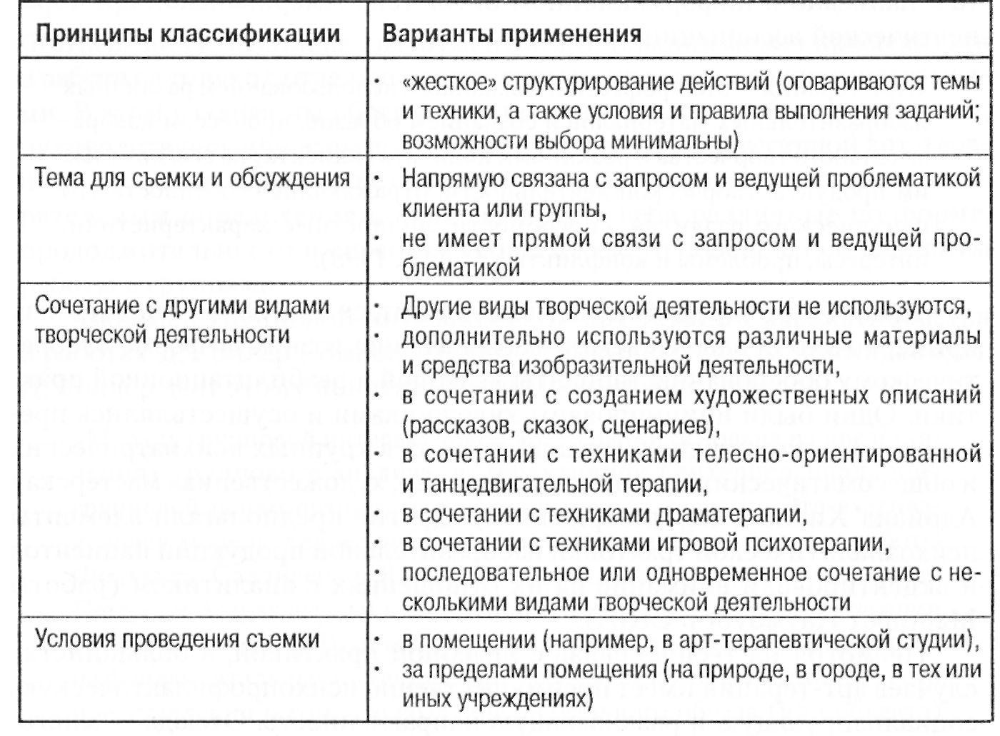 Принципы классификации
Варианты применения
• «жесткое» структурирование действий (оговариваются темы
и техники, а также условия и правила выполнения заданий;
возможности выбора минимальны)
Тема для съемки и обсуждения
• Напрямую связана с запросом и ведущей проблематикой
клиента или группы,
• не имеет прямой связи с запросом и ведущей про-
блематикой
Сочетание с другими видами
творческой деятельности
• Другие виды творческой деятельности не используются,
• дополнительно используются различные материалы
и средства изобразительной деятельности,
• в сочетании с созданием художественных описаний
(рассказов, сказок, сценариев),
• в сочетании с техниками телесно-ориентированной
и танцедвигательной терапии,
• в сочетании с техниками драматерапии,
• в сочетании с техниками игровой психотерапии,
• последовательное или одновременное сочетание с не-
сколькими видами творческой деятельности
Условия проведения съемки
• в помещении (например, в арт-терапевтической студии),
• за пределами помещения (на природе, в городе, в тех или
иных учреждениях)